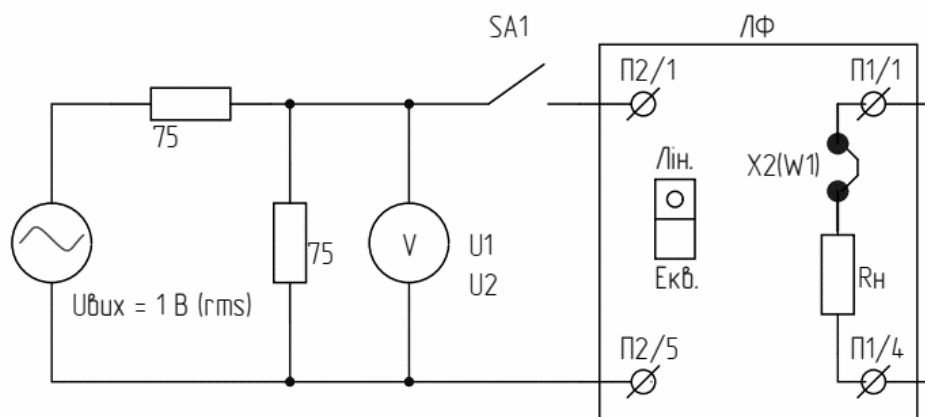 SA1
ЛФ
П2/1
П1/1
75
Лін.
X2(W1)
75
V
U1
U2
Екв.
Rн
Uвих = 1 В (rms)
П2/5
П1/4